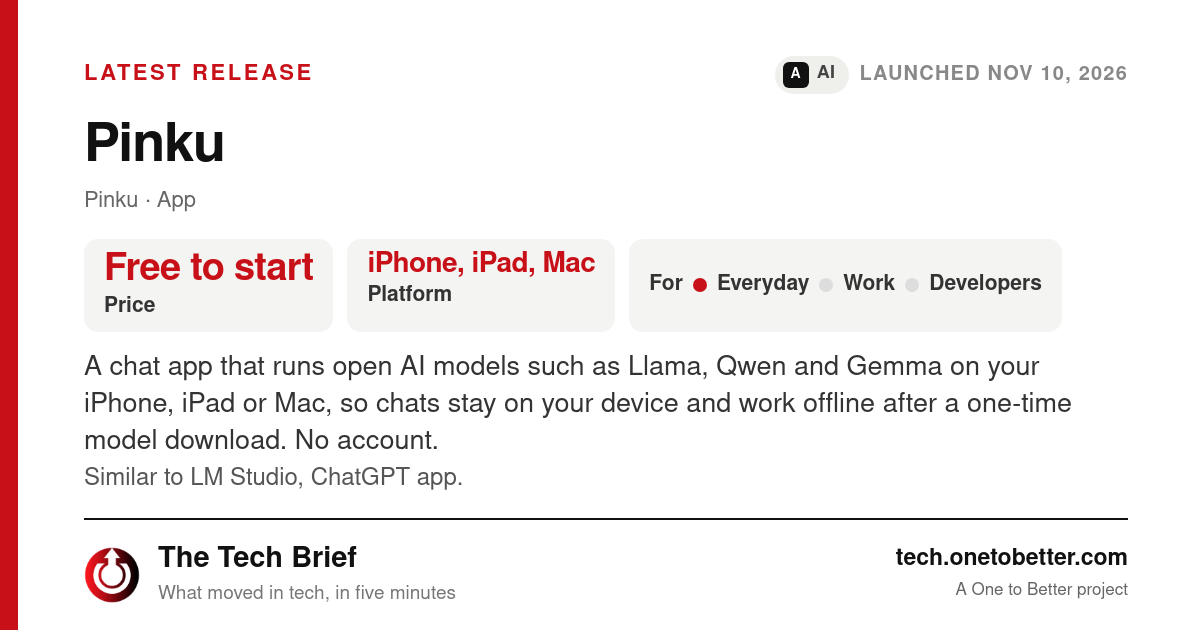 LATEST RELEASE
A AI LAUNCHED NOV 10, 2026
Pinku
Pinku · App
Free to start
Price
iPhone, iPad, Mac
Platform
For Everyday Work Developers
A chat app that runs open AI models such as Llama, Qwen and Gemma on your
iPhone, iPad or Mac, so chats stay on your device and work offline after a one-time
model download. No account.
Similar to LM Studio, ChatGPT app.
The Tech Brief
What moved in tech, in five minutes
tech.onetobetter.com
A One to Better project